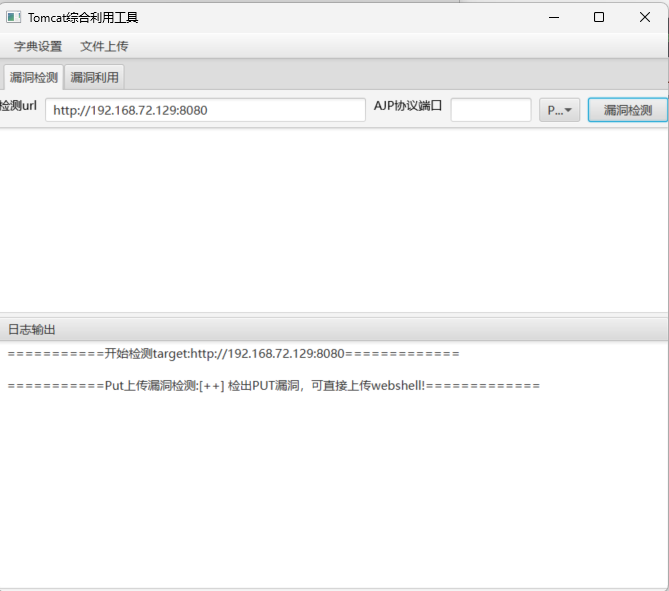 Tomcat综合利用工具
字典设置 文件上传
漏洞检测 漏洞利用
检测url http://192.168.72.129:8080 AJP协议端口 P... 漏洞检测
日志输出
===========开始检测target:http://192.168.72.129:8080=============
===========Put上传漏洞检测:[++] 检出PUT漏洞，可直接上传webshell!=============